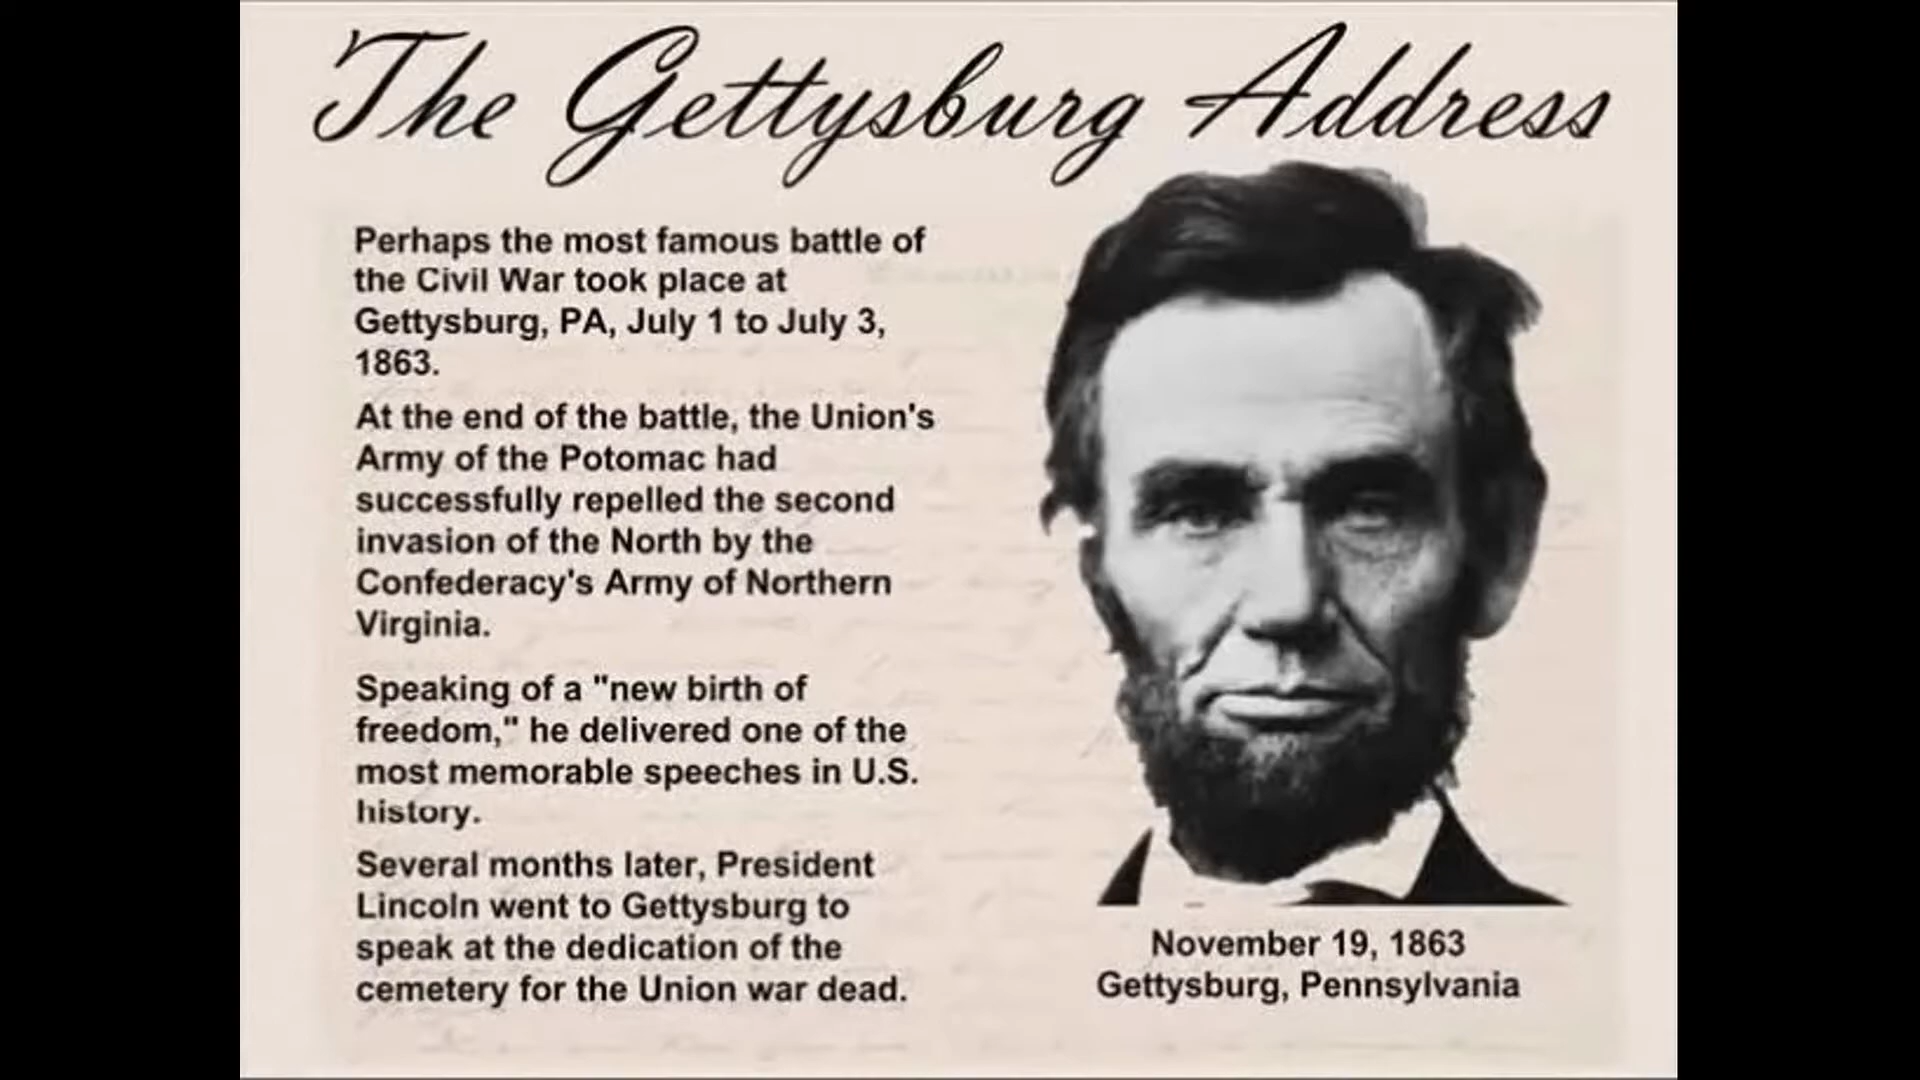 The Gettysburg Address
Perhaps the most famous battle of
the Civil War took place at
Gettysburg, PA, July 1 to July 3,
1863.
At the end of the battle, the Union's
Army of the Potomac had
successfully repelled the second
invasion of the North by the
Confederacy's Army of Northern
Virginia.
Speaking of a "new birth of
freedom," he delivered one of the
most memorable speeches in U.S.
history.
Several months later, President
Lincoln went to Gettysburg to
speak at the dedication of the
cemetery for the Union war dead.
November 19, 1863
Gettysburg, Pennsylvania